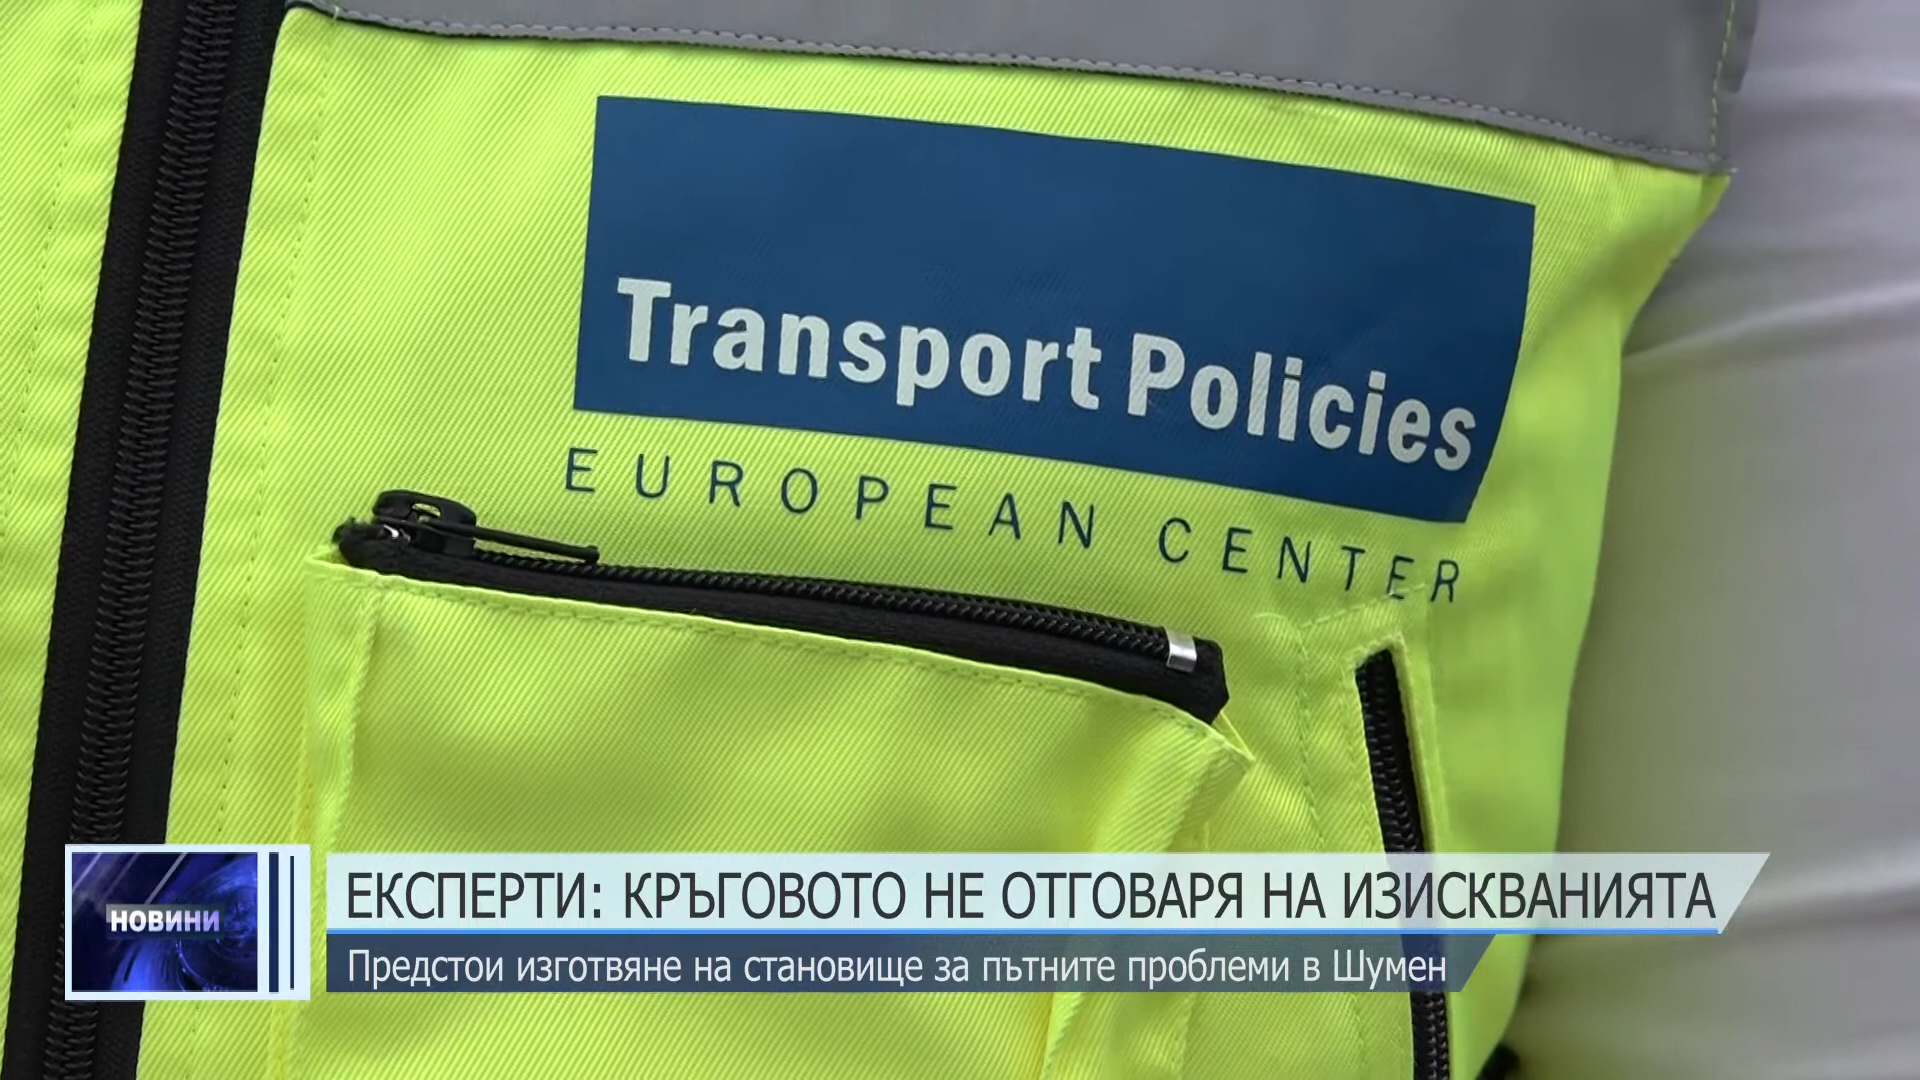 Transport Policies
EUROPEAN CENTER
НОВИНИ
ЕКСПЕРТИ: КРЪГОВОТО НЕ ОТГОВАРЯ НА ИЗИСКВАНИЯТА
Предстои изготвяне на становище за пътните проблеми в Шумен